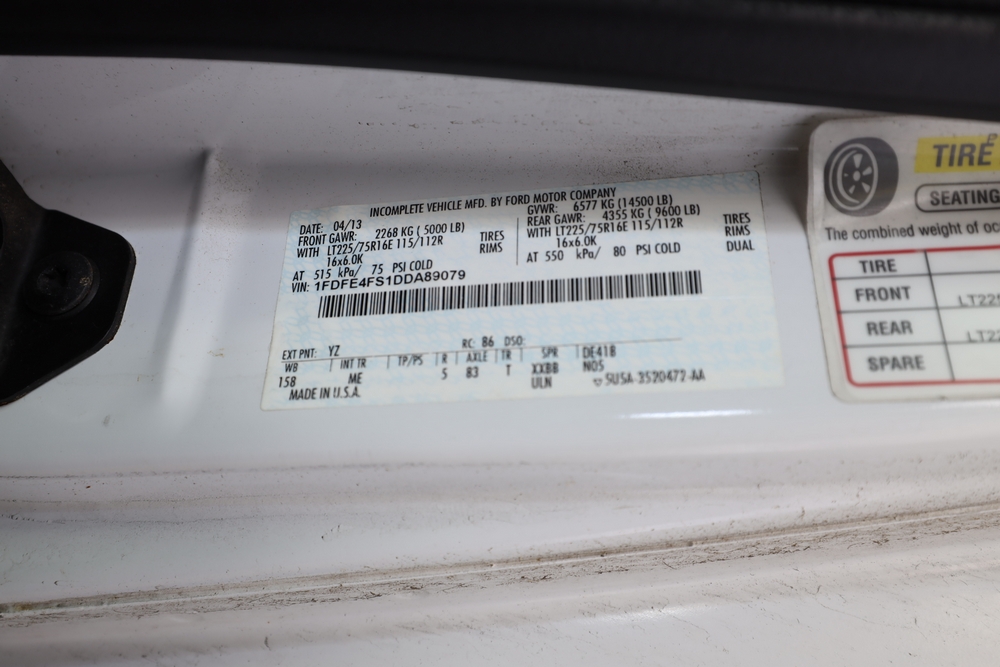 INCOMPLETE VEHICLE MFD. BY FORD MOTOR COMPANY
DATE: 04/13
FRONT GAWR: 2268 KG ( 5000 LB)
WITH LT225/75R16E 115/112R TIRES
16x6.0K RIMS
AT 515 kPa/ 75 PSI COLD
GVWR: 6577 KG (14500 LB)
REAR GAWR: 4355 KG ( 9600 LB)
WITH LT225/75R16E 115/112R TIRES
16x6.0K RIMS
AT 550 kPa/ 80 PSI COLD DUAL
VIN: 1FDFE4FS1DDA89079
EXT PNT: YZ RC: B6 DSO:
WB INT TR TP/PS R AXLE TR SPR DE41B
158 ME 5 83 T XXBB N05
ULN
MADE IN U.S.A. 5U5A-3520472-AA
TIRE
SEATING
The combined weight of
TIRE
FRONT
REAR
SPARE